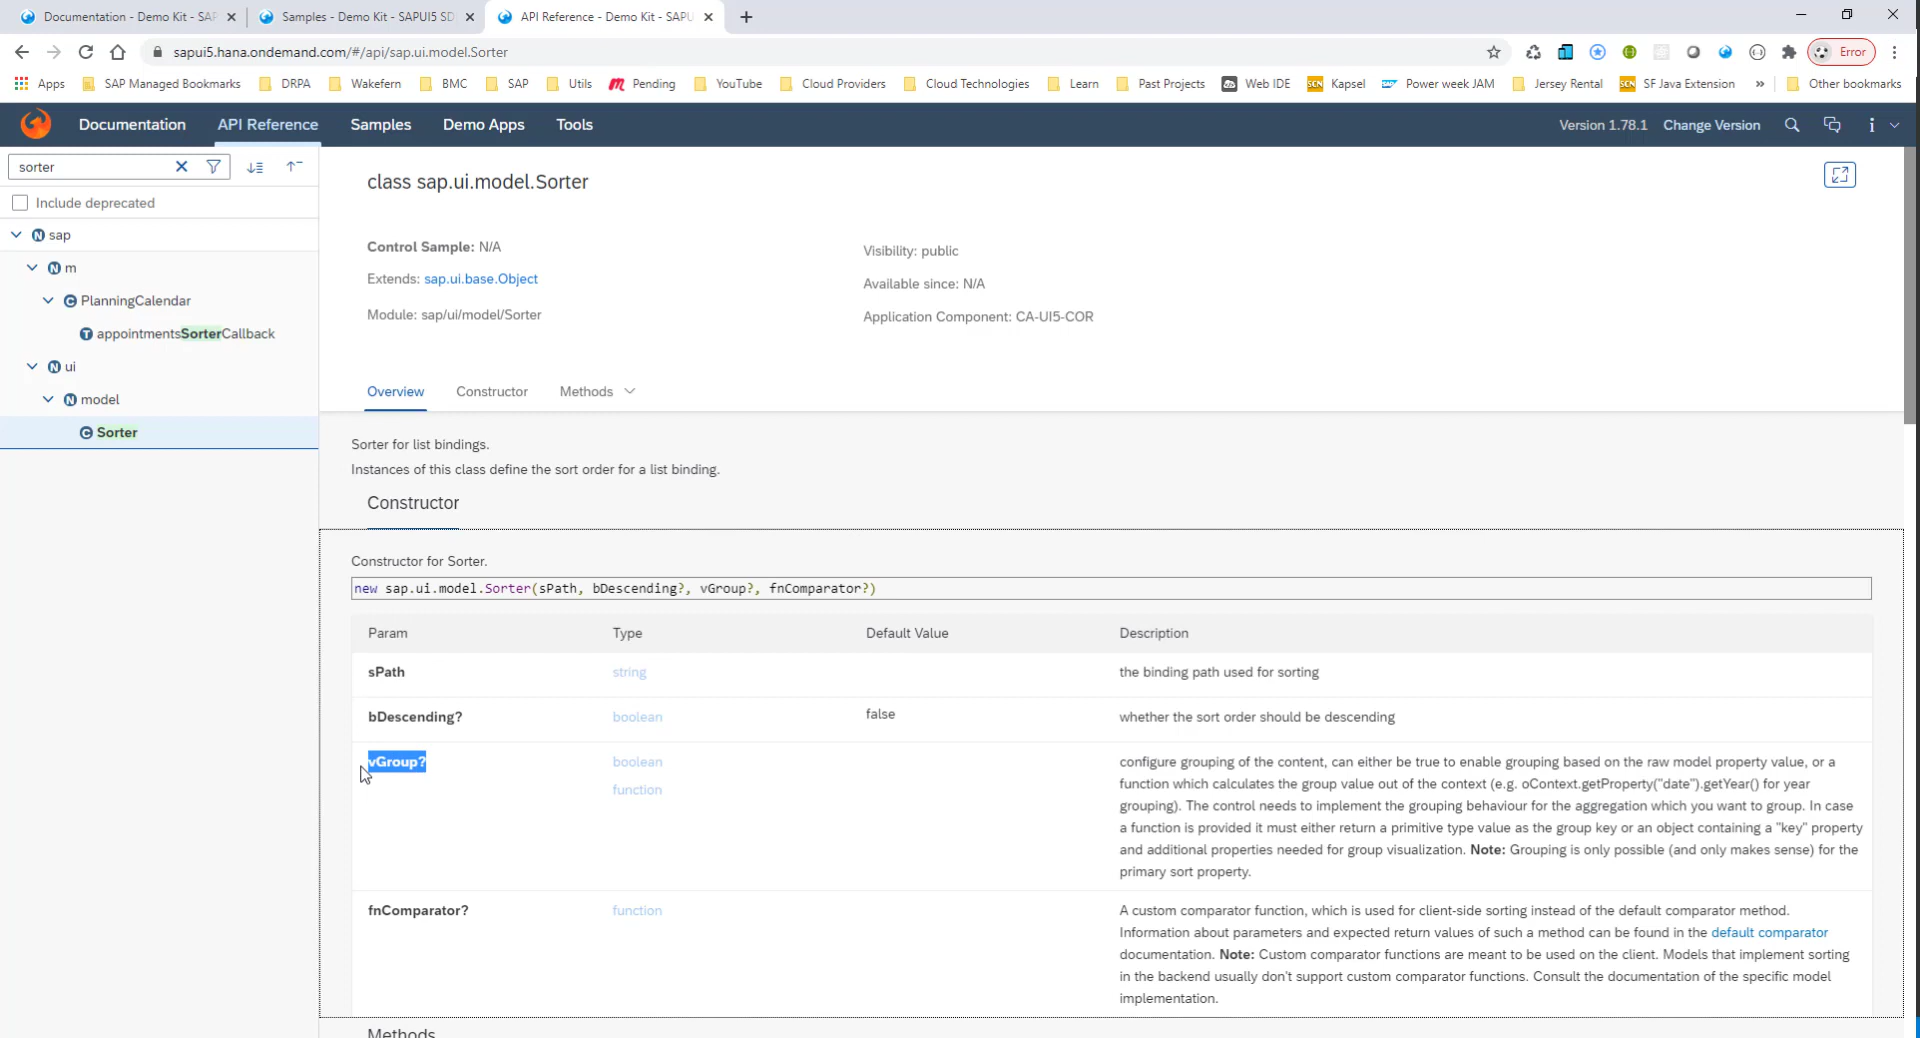 Documentation - Demo Kit - SAP
Samples - Demo Kit - SAPUI5 SD
API Reference - Demo Kit - SAPU
sapui5.hana.ondemand.com/#/api/sap.ui.model.Sorter
Error
Apps
SAP Managed Bookmarks
DRPA
Wakefern
BMC
SAP
Utils
Pending
YouTube
Cloud Providers
Cloud Technologies
Learn
Past Projects
Web IDE
SCN
Kapsel
SAP
Power week JAM
Jersey Rental
SCN
SF Java Extension
»
Other bookmarks
Documentation
API Reference
Samples
Demo Apps
Tools
Version 1.78.1
Change Version
sorter
Include deprecated
N sap
N m
C PlanningCalendar
T appointmentsSorterCallback
N ui
N model
C Sorter
class sap.ui.model.Sorter
Control Sample: N/A
Extends: sap.ui.base.Object
Module: sap/ui/model/Sorter
Visibility: public
Available since: N/A
Application Component: CA-UI5-COR
Overview
Constructor
Methods
Sorter for list bindings.
Instances of this class define the sort order for a list binding.
Constructor
Constructor for Sorter.
new sap.ui.model.Sorter(sPath, bDescending?, vGroup?, fnComparator?)
Param
Type
Default Value
Description
sPath
string
the binding path used for sorting
bDescending?
boolean
false
whether the sort order should be descending
vGroup?
boolean
function
configure grouping of the content, can either be true to enable grouping based on the raw model property value, or a
function which calculates the group value out of the context (e.g. oContext.getProperty("date").getYear() for year
grouping). The control needs to implement the grouping behaviour for the aggregation which you want to group. In case
a function is provided it must either return a primitive type value as the group key or an object containing a "key" property
and additional properties needed for group visualization. Note: Grouping is only possible (and only makes sense) for the
primary sort property.
fnComparator?
function
A custom comparator function, which is used for client-side sorting instead of the default comparator method.
Information about parameters and expected return values of such a method can be found in the default comparator
documentation. Note: Custom comparator functions are meant to be used on the client. Models that implement sorting
in the backend usually don't support custom comparator functions. Consult the documentation of the specific model
implementation.
Methods